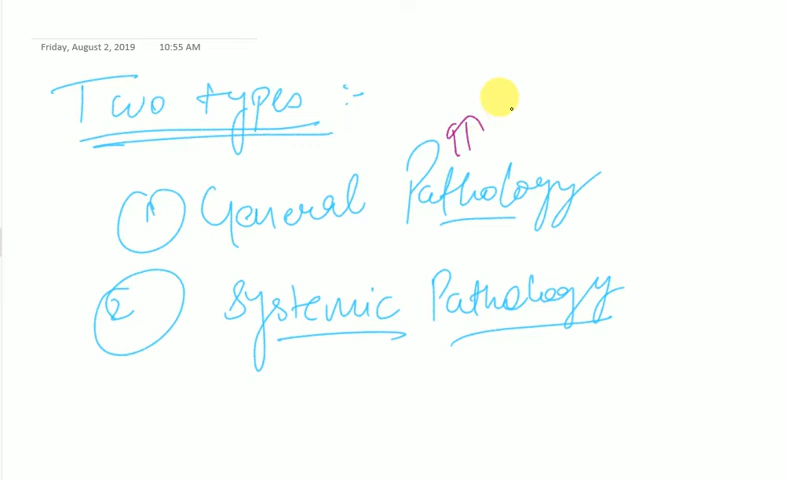 Friday, August 2, 2019 10:55 AM
Two types :-
① General Pathology
② Systemic Pathology